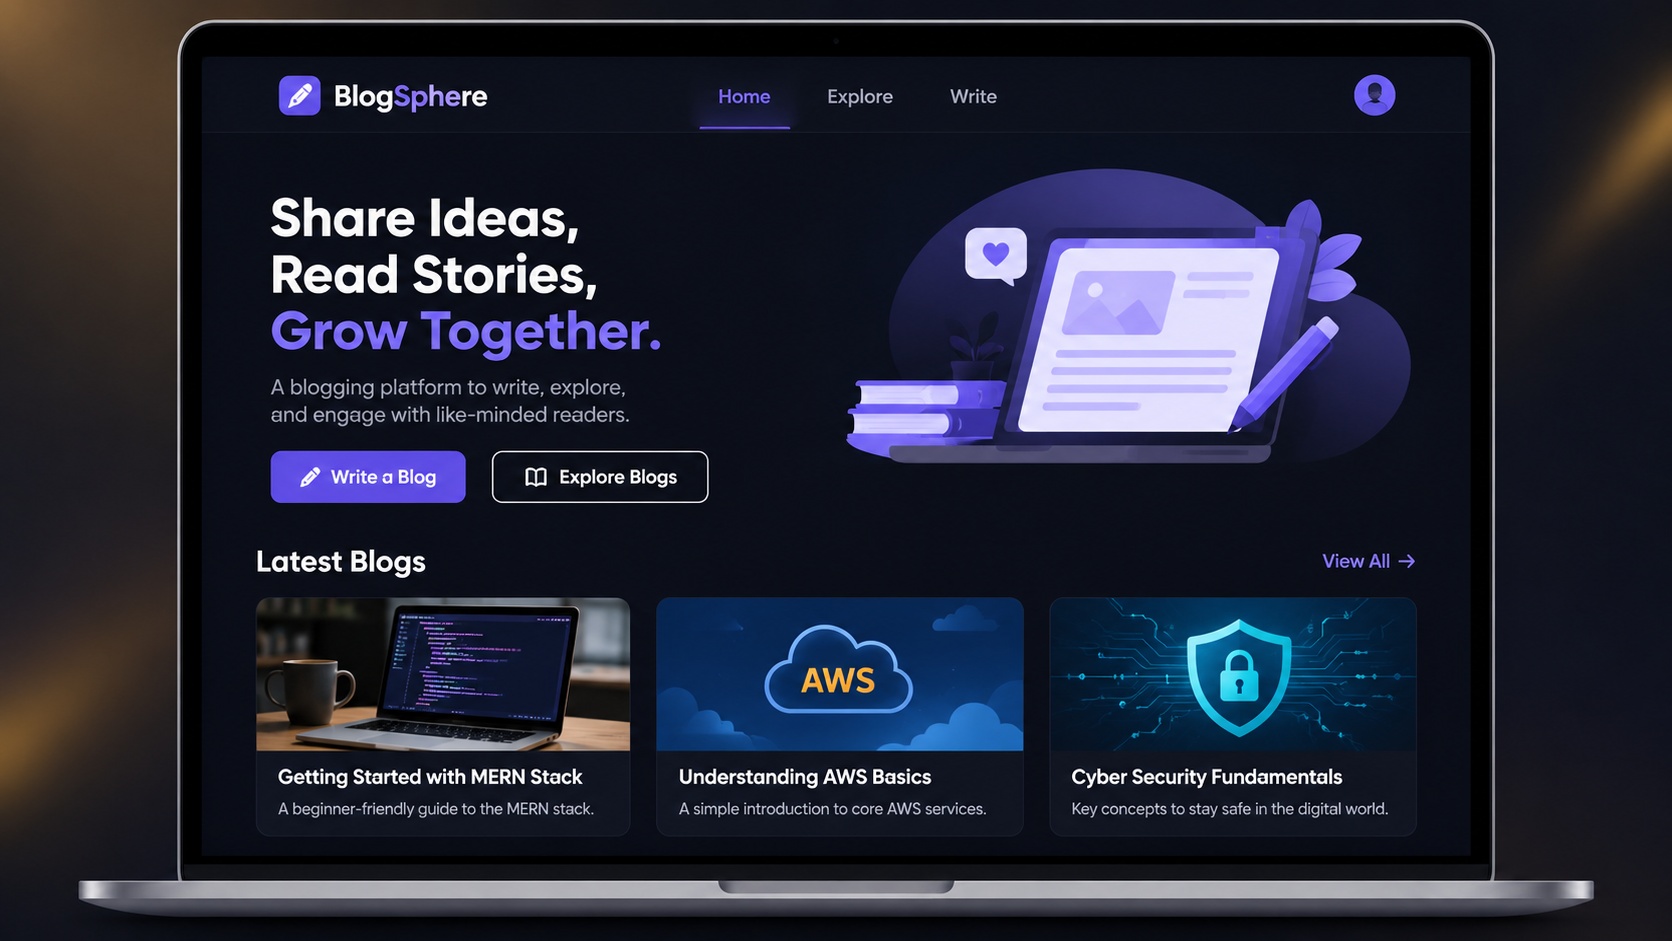 BlogSphere
Home
Explore
Write
Share Ideas,
Read Stories,
Grow Together.
A blogging platform to write, explore,
and engage with like-minded readers.
Write a Blog
Explore Blogs
Latest Blogs
View All →
AWS
Getting Started with MERN Stack
A beginner-friendly guide to the MERN stack.
Understanding AWS Basics
A simple introduction to core AWS services.
Cyber Security Fundamentals
Key concepts to stay safe in the digital world.